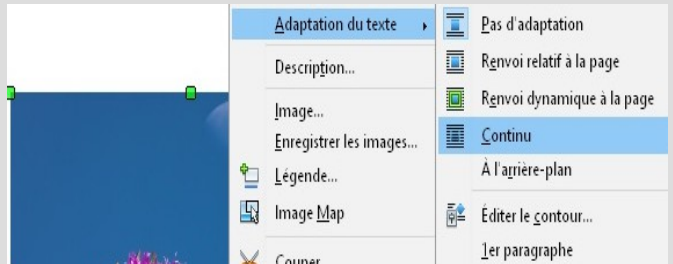 Adaptation du texte
Description...
Image...
Enregistrer les images...
Légende...
Image Map
Couper
Pas d'adaptation
Renvoi relatif à la page
Renvoi dynamique à la page
Continu
À l'arrière-plan
Éditer le contour...
1er paragraphe